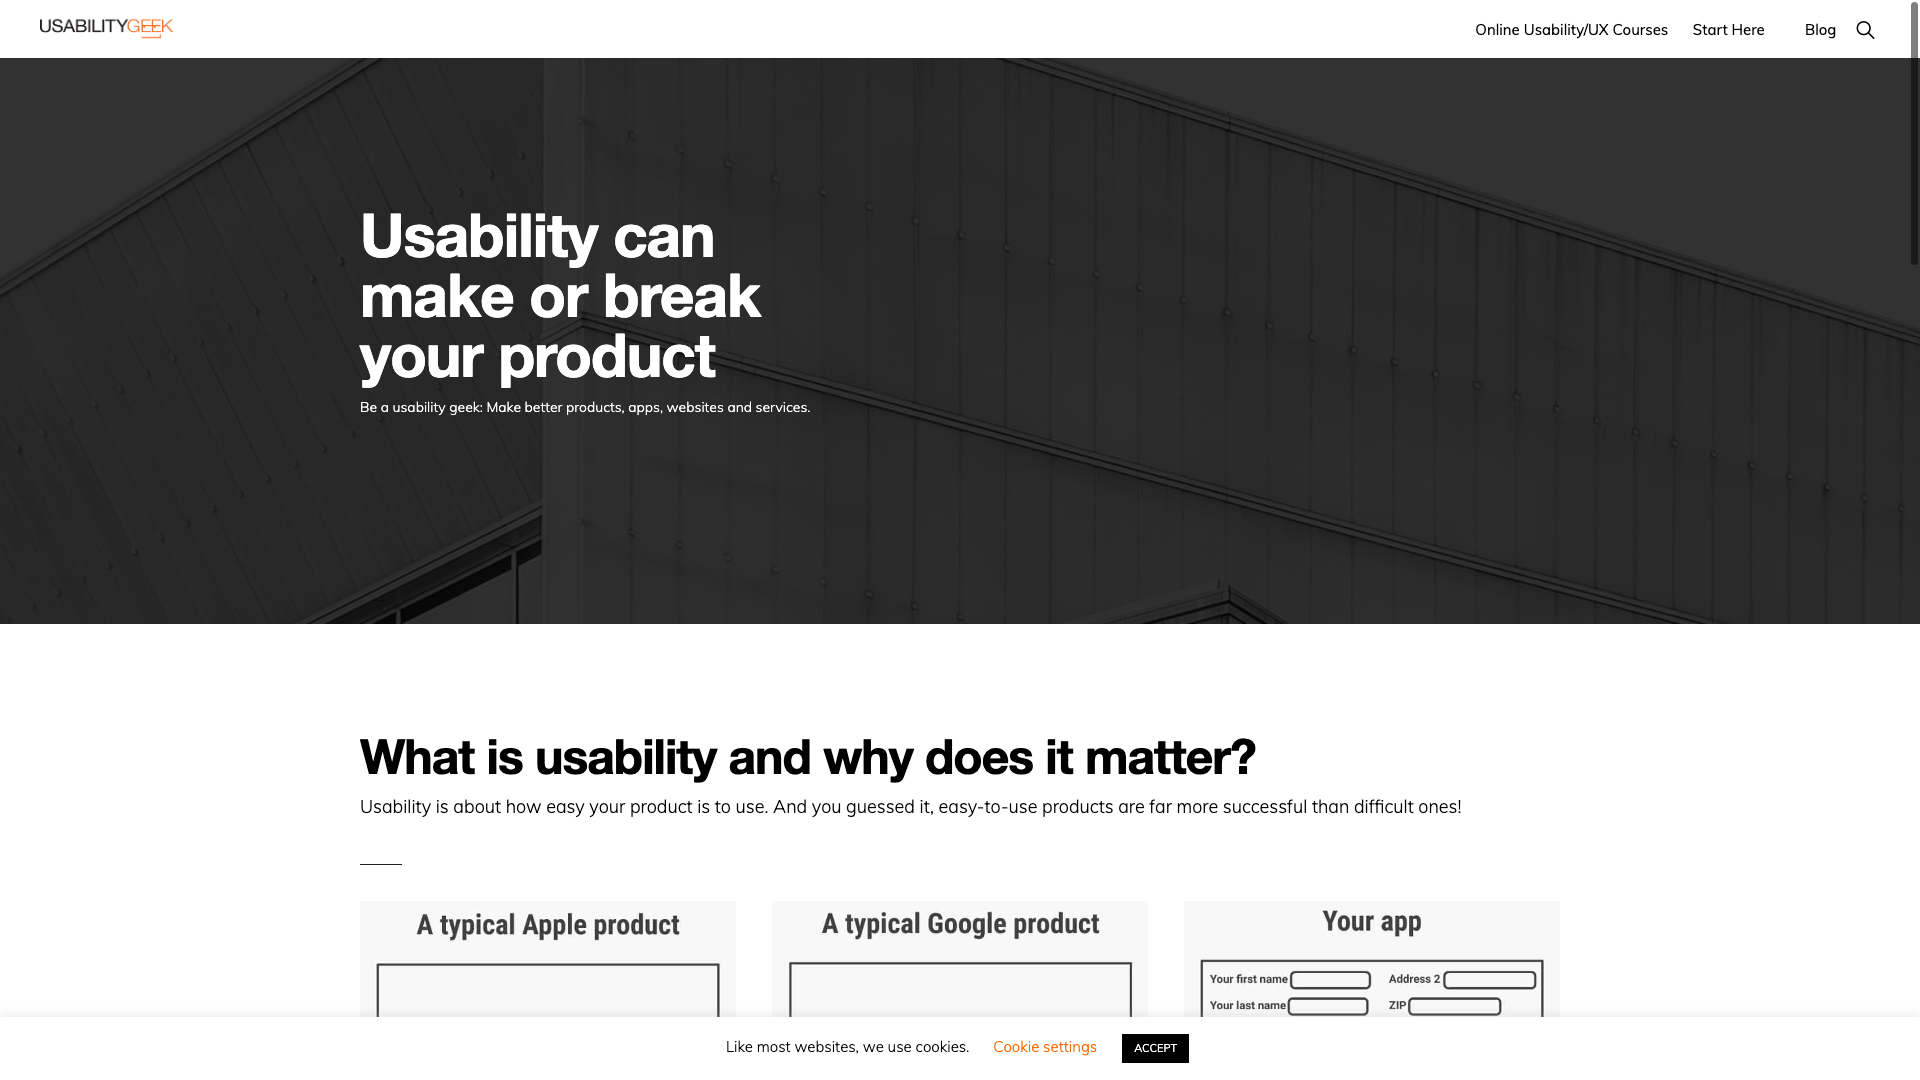 USABILITYGEEK
Online Usability/UX Courses
Start Here
Blog
Usability can
make or break
your product
Be a usability geek: Make better products, apps, websites and services.
What is usability and why does it matter?
Usability is about how easy your product is to use. And you guessed it, easy-to-use products are far more successful than difficult ones!
A typical Apple product
A typical Google product
Your app
Your first name
Address 2
Your last name
ZIP
Like most websites, we use cookies.
Cookie settings
ACCEPT